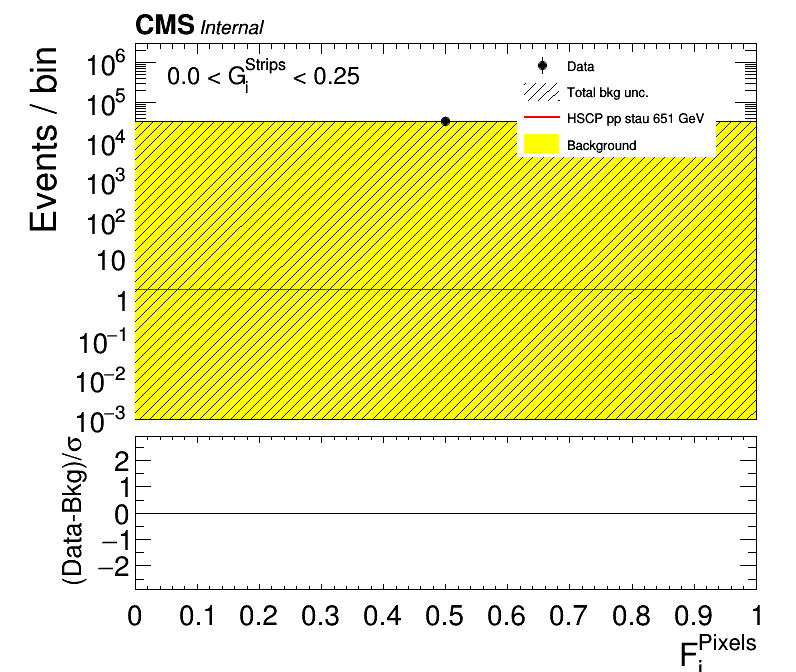 CMS Internal
Events / bin
0.0 < G_i^Strips < 0.25
Data
Total bkg unc.
HSCP pp stau 651 GeV
Background
10^6
10^5
10^4
10^3
10^2
10
1
10^−1
10^−2
10^−3
(Data-Bkg)/σ
2
1
0
−1
−2
0 0.1 0.2 0.3 0.4 0.5 0.6 0.7 0.8 0.9 1
F_i^Pixels